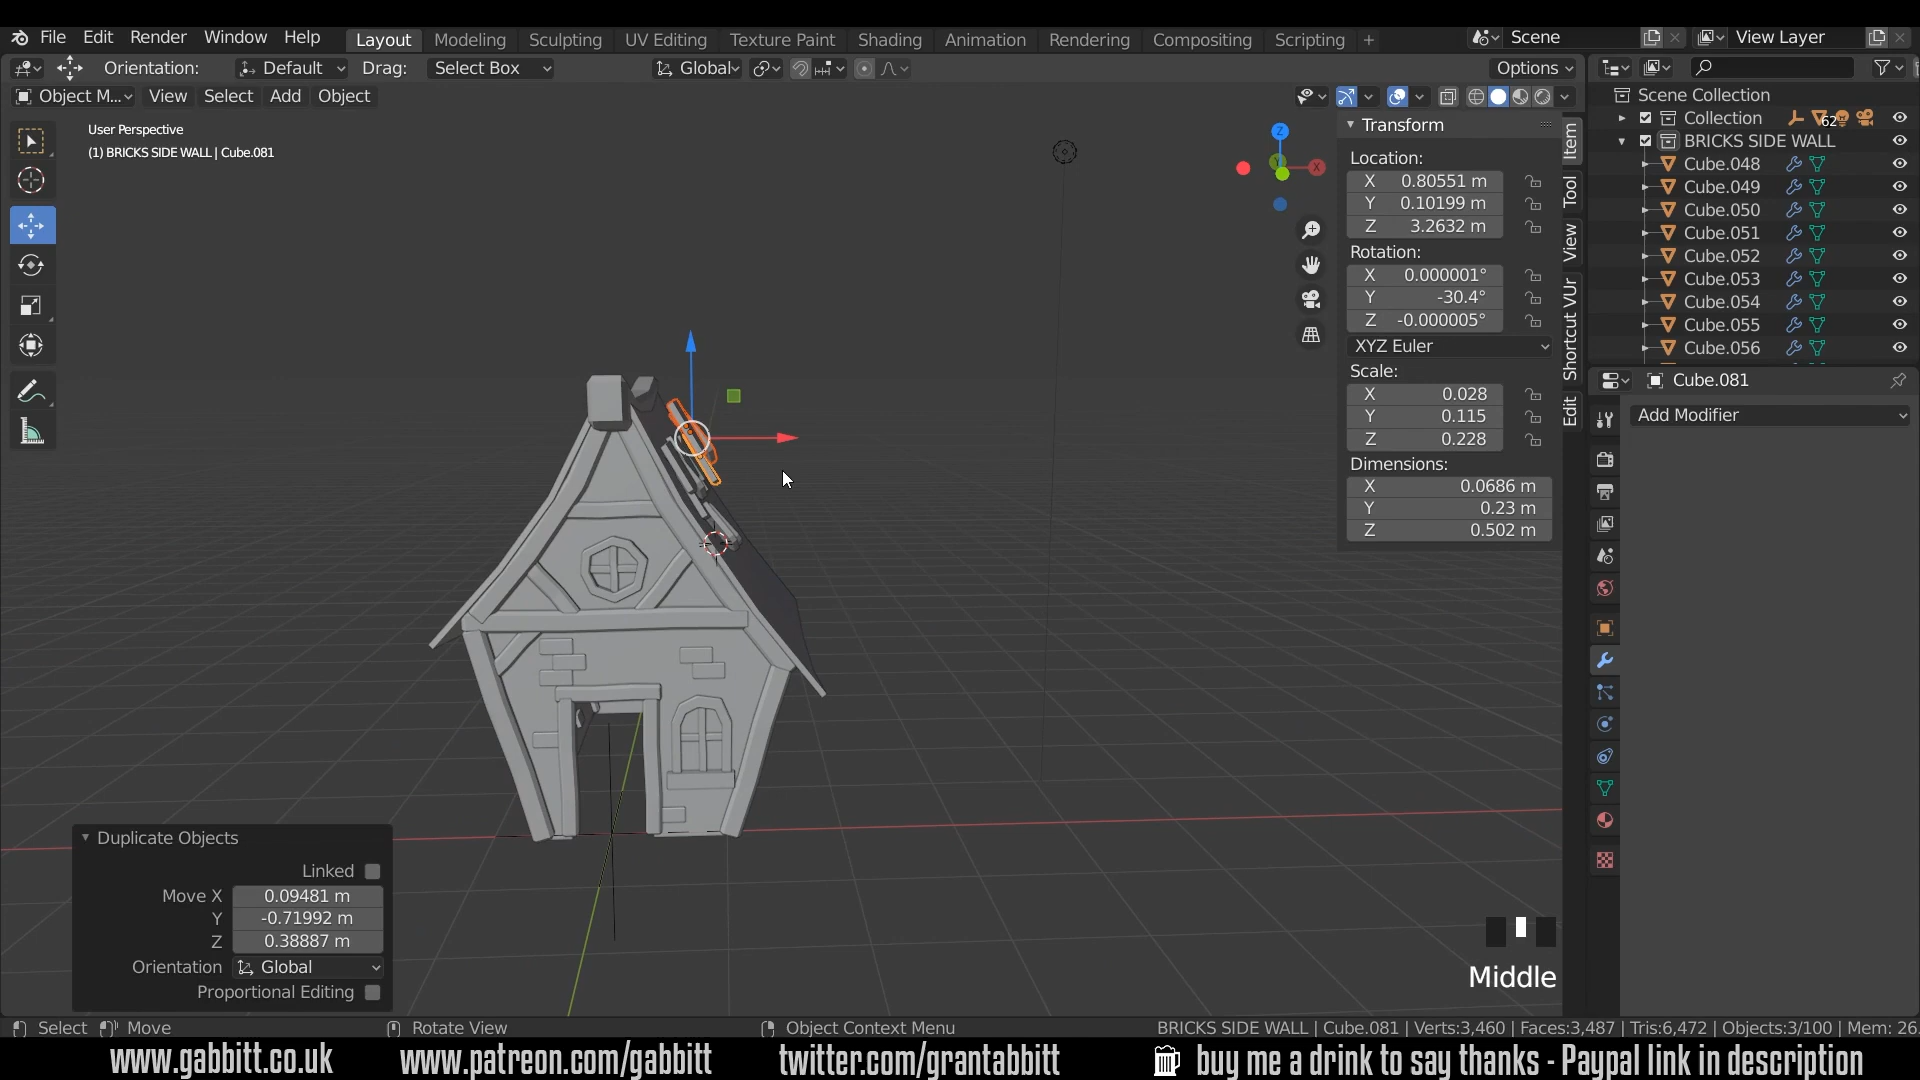 File Edit Render Window Help Layout Modeling Sculpting UV Editing Texture Paint Shading Animation Rendering Compositing Scripting + Scene View Layer
Orientation: Default Drag: Select Box Global Options
Object M... View Select Add Object
User Perspective
(1) BRICKS SIDE WALL | Cube.081
Z
X
Transform
Location:
X 0.80551 m
Y 0.10199 m
Z 3.2632 m
Rotation:
X 0.000001°
Y -30.4°
Z -0.000005°
XYZ Euler
Scale:
X 0.028
Y 0.115
Z 0.228
Dimensions:
X 0.0686 m
Y 0.23 m
Z 0.502 m
Item
Tool
View
Shortcut VUr
Edit
Scene Collection
Collection 62
BRICKS SIDE WALL
Cube.048
Cube.049
Cube.050
Cube.051
Cube.052
Cube.053
Cube.054
Cube.055
Cube.056
Cube.081
Add Modifier
Duplicate Objects
Linked
Move X 0.09481 m
Y -0.71992 m
Z 0.38887 m
Orientation Global
Proportional Editing
Middle
Select Move Rotate View Object Context Menu BRICKS SIDE WALL | Cube.081 | Verts:3,460 | Faces:3,487 | Tris:6,472 | Objects:3/100 | Mem: 26.
www.gabbitt.co.uk www.patreon.com/gabbitt twitter.com/grantabbitt buy me a drink to say thanks - Paypal link in description